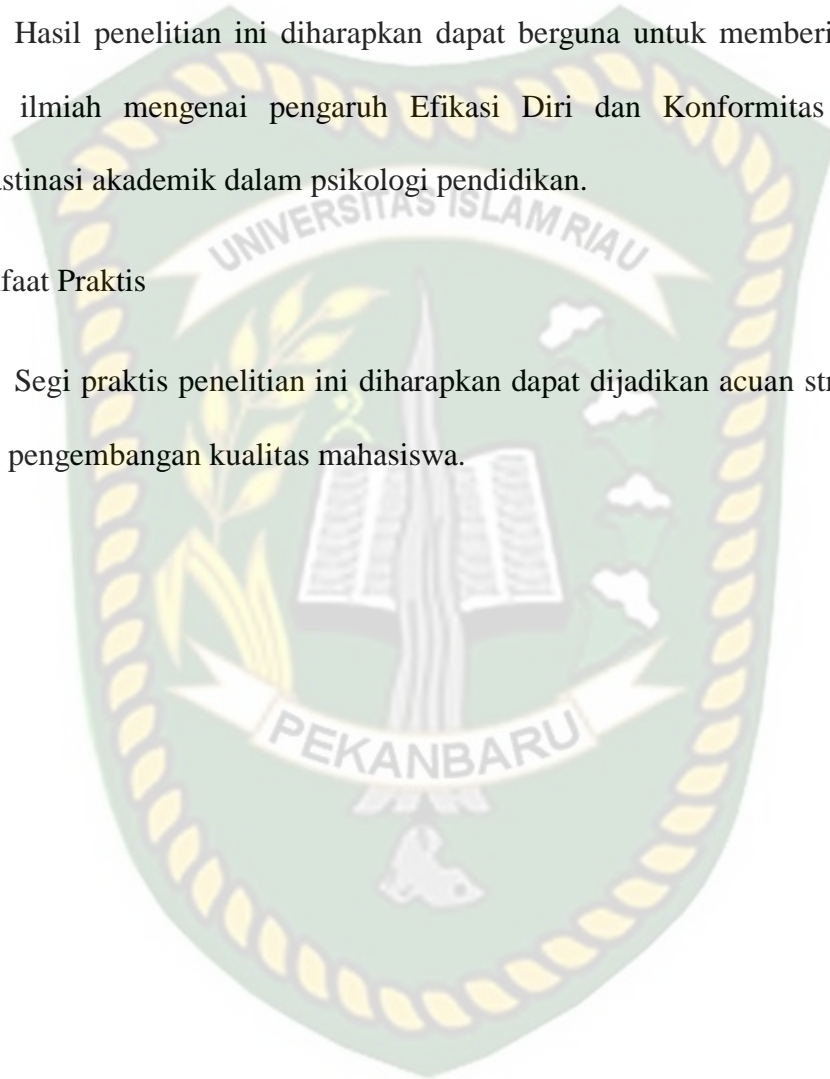 Hasil penelitian ini diharapkan dapat berguna untuk memberi
ilmiah mengenai pengaruh Efikasi Diri dan Konformitas
astinasi akademik dalam psikologi pendidikan.
UNIVERSITAS ISLAM RIAU
faat Praktis
Segi praktis penelitian ini diharapkan dapat dijadikan acuan str
pengembangan kualitas mahasiswa.
PEKANBARU